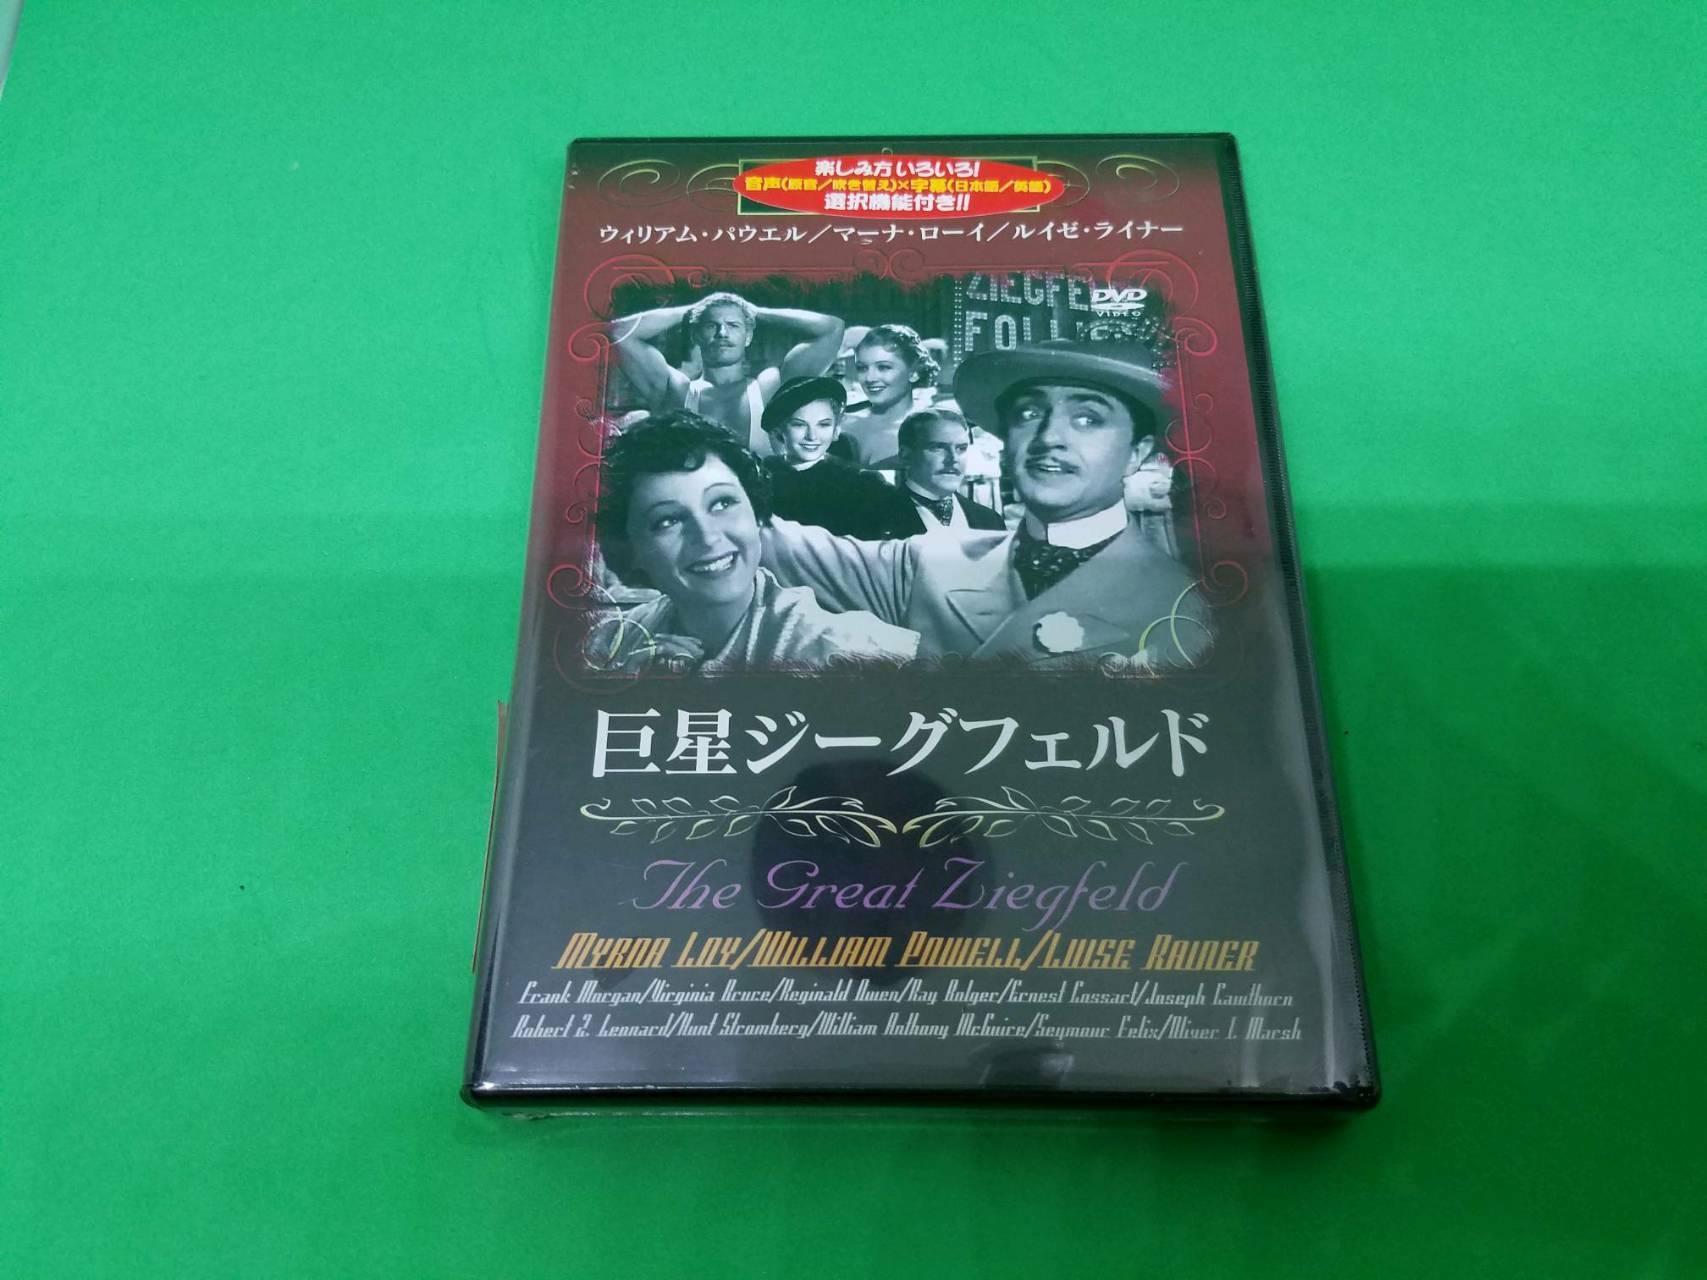 楽しみ方いろいろ!
音声(原音/吹き替え)×字幕(日本語/英語)
選択機能付き!!
ウィリアム・パウエル/マーナ・ローイ/ルイゼ・ライナー
ZIEGFE
FOLLIES
DVD
VIDEO
巨星ジーグフェルド
The Great Ziegfeld
MYRNA LOY/WILLIAM POWELL/LUISE RAINER
Frank Morgan/Virginia Bruce/Reginald Owen/Ray Bolger/Ernest Cossart/Joseph Cawthorn
Robert Z. Leonard/Hunt Stromberg/William Anthony McGuire/Seymour Felix/Oliver T. Marsh